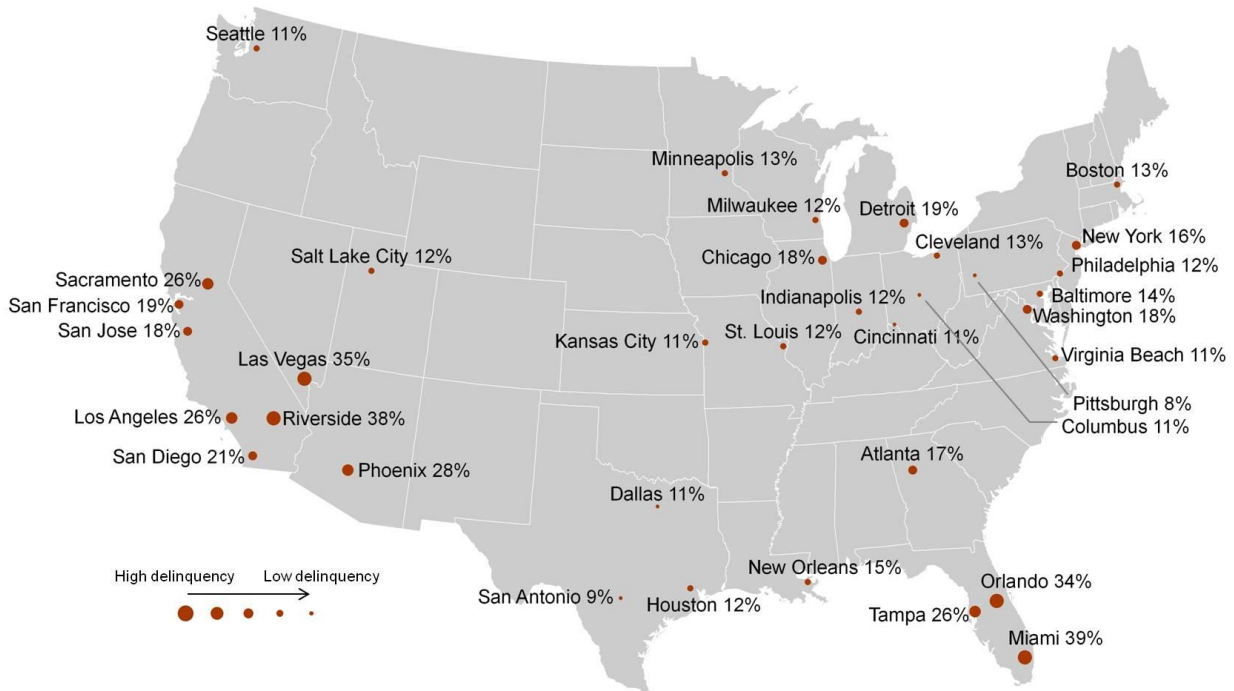 Seattle 11%
Minneapolis 13%
Boston 13%
Milwaukee 12%
Detroit 19%
New York 16%
Cleveland 13%
Salt Lake City 12%
Chicago 18%
Philadelphia 12%
Sacramento 26%
Indianapolis 12%
Baltimore 14%
San Francisco 19%
Washington 18%
San Jose 18%
Kansas City 11%
St. Louis 12%
Cincinnati 11%
Las Vegas 35%
Virginia Beach 11%
Pittsburgh 8%
Los Angeles 26%
Riverside 38%
Columbus 11%
San Diego 21%
Phoenix 28%
Atlanta 17%
Dallas 11%
New Orleans 15%
High delinquency
Low delinquency
Orlando 34%
San Antonio 9%
Houston 12%
Tampa 26%
Miami 39%